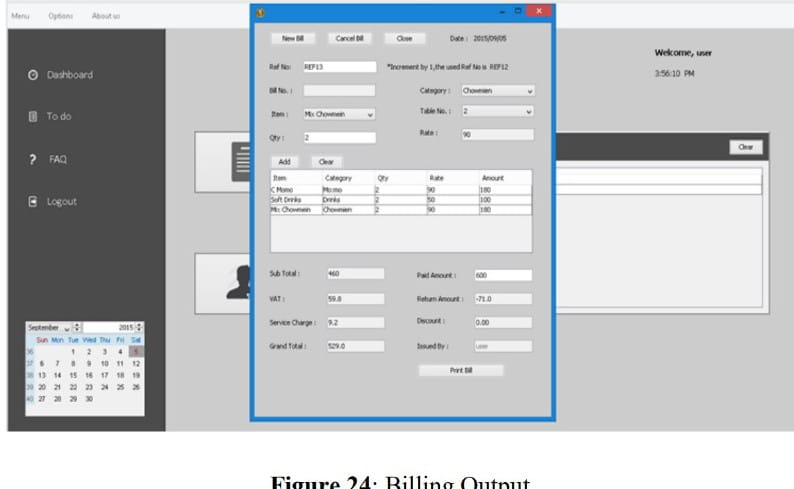 Menu Options About us
New Bill Cancel Bill Close Date : 2015/09/05
Welcome, user
3:56:10 PM
Dashboard
To do
FAQ
Logout
Ref No: REF13 *Increment by 1,the used Ref No is REF12
Bill No. : Category : Chowmien
Item : Mix Chowmein Table No. : 2
Qty : 2 Rate : 90
Add Clear
Clear
Item Category Qty Rate Amount
C Momo Mo:mo 2 90 180
Soft Drinks Drinks 2 50 100
Mix Chowmein Chowmien 2 90 180
Sub Total : 460 Paid Amount : 600
VAT : 59.8 Return Amount : -71.0
Service Charge : 9.2 Discount : 0.00
Grand Total : 529.0 Issued By : user
Print Bill
September 2015
Sun Mon Tue Wed Thu Fri Sat
36 1 2 3 4 5
37 6 7 8 9 10 11 12
38 13 14 15 16 17 18 19
39 20 21 22 23 24 25 26
40 27 28 29 30
Figure 24: Billing Output